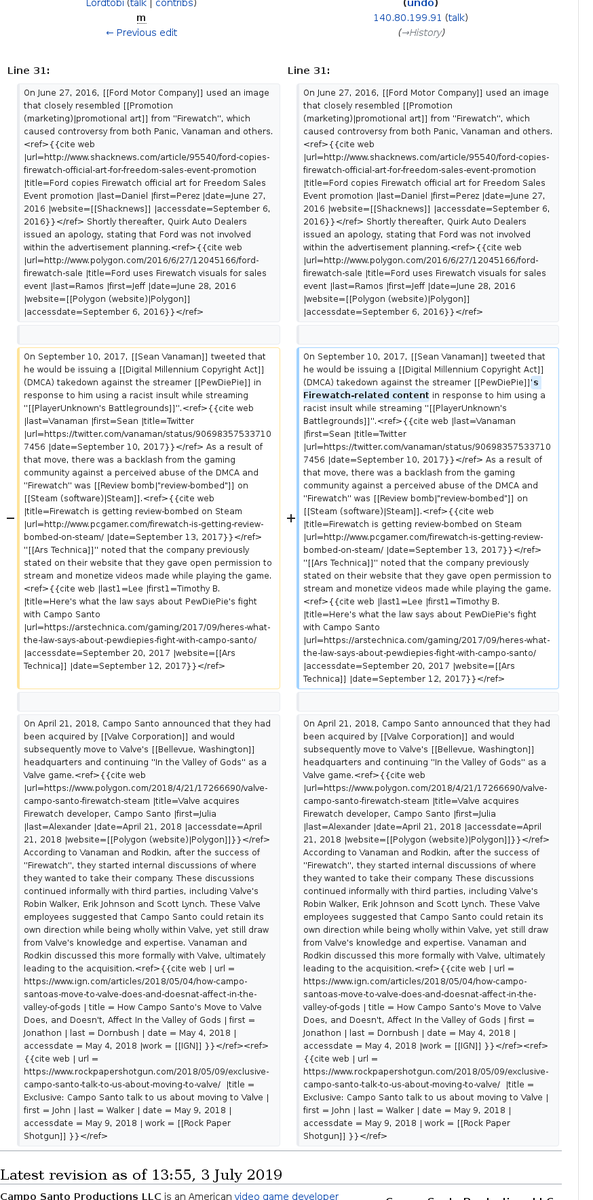 Lordtobi (talk | contribs)
m
← Previous edit
(undo)
140.80.199.91 (talk)
(→History)
Line 31:
On June 27, 2016, [[Ford Motor Company]] used an image
that closely resembled [[Promotion
(marketing)|promotional art]] from ''Firewatch'', which
caused controversy from both Panic, Vanaman and others.
<ref>{{cite web
|url=http://www.shacknews.com/article/95540/ford-copies-
firewatch-official-art-for-freedom-sales-event-promotion
|title=Ford copies Firewatch official art for Freedom Sales
Event promotion |last=Daniel |first=Perez |date=June 27,
2016 |website=[[Shacknews]] |accessdate=September 6,
2016}}</ref> Shortly thereafter, Quirk Auto Dealers
issued an apology, stating that Ford was not involved
within the advertisement planning.<ref>{{cite web
|url=http://www.polygon.com/2016/6/27/12045166/ford-
firewatch-sale |title=Ford uses Firewatch visuals for sales
event |last=Ramos |first=Jeff |date=June 28, 2016
|website=[[Polygon (website)|Polygon]]
|accessdate=September 6, 2016}}</ref>
−
On September 10, 2017, [[Sean Vanaman]] tweeted that
he would be issuing a [[Digital Millennium Copyright Act]]
(DMCA) takedown against the streamer [[PewDiePie]] in
response to him using a racist insult while streaming
''[[PlayerUnknown's Battlegrounds]]''.<ref>{{cite web
|last=Vanaman |first=Sean |title=Twitter
|url=https://twitter.com/vanaman/status/90698357533710
7456 |date=September 10, 2017}}</ref> As a result of
that move, there was a backlash from the gaming
community against a perceived abuse of the DMCA and
''Firewatch'' was [[Review bomb|"review-bombed"]] on
[[Steam (software)|Steam]].<ref>{{cite web
|title=Firewatch is getting review-bombed on Steam
|url=http://www.pcgamer.com/firewatch-is-getting-review-
bombed-on-steam/ |date=September 13, 2017}}</ref>
''[[Ars Technica]]'' noted that the company previously
stated on their website that they gave open permission to
stream and monetize videos made while playing the game.
<ref>{{cite web |last1=Lee |first1=Timothy B.
|title=Here's what the law says about PewDiePie's fight
with Campo Santo
|url=https://arstechnica.com/gaming/2017/09/heres-what-
the-law-says-about-pewdiepies-fight-with-campo-santo/
|accessdate=September 20, 2017 |website=[[Ars
Technica]] |date=September 12, 2017}}</ref>
On April 21, 2018, Campo Santo announced that they had
been acquired by [[Valve Corporation]] and would
subsequently move to Valve's [[Bellevue, Washington]]
headquarters and continuing ''In the Valley of Gods'' as a
Valve game.<ref>{{cite web
|url=https://www.polygon.com/2018/4/21/17266690/valve-
campo-santo-firewatch-steam |title=Valve acquires
Firewatch developer, Campo Santo |first=Julia
|last=Alexander |date=April 21, 2018 |accessdate=April
21, 2018 |website=[[Polygon (website)|Polygon]]}}</ref>
According to Vanaman and Rodkin, after the success of
''Firewatch'', they started internal discussions of where
they wanted to take their company. These discussions
continued informally with third parties, including Valve's
Robin Walker, Erik Johnson and Scott Lynch. These Valve
employees suggested that Campo Santo could retain its
own direction while being wholly within Valve, yet still draw
from Valve's knowledge and expertise. Vanaman and
Rodkin discussed this more formally with Valve, ultimately
leading to the acquisition.<ref>{{cite web | url =
https://www.ign.com/articles/2018/05/04/how-campo-
santoas-move-to-valve-does-and-doesnat-affect-in-the-
valley-of-gods | title = How Campo Santo's Move to Valve
Does, and Doesn't, Affect In the Valley of Gods | first =
Jonathon | last = Dornbush | date = May 4, 2018 |
accessdate = May 4, 2018 |work = [[IGN]] }}</ref><ref>
{{cite web | url =
https://www.rockpapershotgun.com/2018/05/09/exclusive-
campo-santo-talk-to-us-about-moving-to-valve/ |title =
Exclusive: Campo Santo talk to us about moving to Valve |
first = John | last = Walker | date = May 9, 2018 |
accessdate = May 9, 2018 | work = [[Rock Paper
Shotgun]] }}</ref>
Line 31:
On June 27, 2016, [[Ford Motor Company]] used an image
that closely resembled [[Promotion
(marketing)|promotional art]] from ''Firewatch'', which
caused controversy from both Panic, Vanaman and others.
<ref>{{cite web
|url=http://www.shacknews.com/article/95540/ford-copies-
firewatch-official-art-for-freedom-sales-event-promotion
|title=Ford copies Firewatch official art for Freedom Sales
Event promotion |last=Daniel |first=Perez |date=June 27,
2016 |website=[[Shacknews]] |accessdate=September 6,
2016}}</ref> Shortly thereafter, Quirk Auto Dealers
issued an apology, stating that Ford was not involved
within the advertisement planning.<ref>{{cite web
|url=http://www.polygon.com/2016/6/27/12045166/ford-
firewatch-sale |title=Ford uses Firewatch visuals for sales
event |last=Ramos |first=Jeff |date=June 28, 2016
|website=[[Polygon (website)|Polygon]]
|accessdate=September 6, 2016}}</ref>
+
On September 10, 2017, [[Sean Vanaman]] tweeted that
he would be issuing a [[Digital Millennium Copyright Act]]
(DMCA) takedown against the streamer [[PewDiePie]]'s
Firewatch-related content in response to him using a
racist insult while streaming ''[[PlayerUnknown's
Battlegrounds]]''.<ref>{{cite web |last=Vanaman
|first=Sean |title=Twitter
|url=https://twitter.com/vanaman/status/90698357533710
7456 |date=September 10, 2017}}</ref> As a result of
that move, there was a backlash from the gaming
community against a perceived abuse of the DMCA and
''Firewatch'' was [[Review bomb|"review-bombed"]] on
[[Steam (software)|Steam]].<ref>{{cite web
|title=Firewatch is getting review-bombed on Steam
|url=http://www.pcgamer.com/firewatch-is-getting-review-
bombed-on-steam/ |date=September 13, 2017}}</ref>
''[[Ars Technica]]'' noted that the company previously
stated on their website that they gave open permission to
stream and monetize videos made while playing the game.
<ref>{{cite web |last1=Lee |first1=Timothy B.
|title=Here's what the law says about PewDiePie's fight
with Campo Santo
|url=https://arstechnica.com/gaming/2017/09/heres-what-
the-law-says-about-pewdiepies-fight-with-campo-santo/
|accessdate=September 20, 2017 |website=[[Ars
Technica]] |date=September 12, 2017}}</ref>
On April 21, 2018, Campo Santo announced that they had
been acquired by [[Valve Corporation]] and would
subsequently move to Valve's [[Bellevue, Washington]]
headquarters and continuing ''In the Valley of Gods'' as a
Valve game.<ref>{{cite web
|url=https://www.polygon.com/2018/4/21/17266690/valve-
campo-santo-firewatch-steam |title=Valve acquires
Firewatch developer, Campo Santo |first=Julia
|last=Alexander |date=April 21, 2018 |accessdate=April
21, 2018 |website=[[Polygon (website)|Polygon]]}}</ref>
According to Vanaman and Rodkin, after the success of
''Firewatch'', they started internal discussions of where
they wanted to take their company. These discussions
continued informally with third parties, including Valve's
Robin Walker, Erik Johnson and Scott Lynch. These Valve
employees suggested that Campo Santo could retain its
own direction while being wholly within Valve, yet still draw
from Valve's knowledge and expertise. Vanaman and
Rodkin discussed this more formally with Valve, ultimately
leading to the acquisition.<ref>{{cite web | url =
https://www.ign.com/articles/2018/05/04/how-campo-
santoas-move-to-valve-does-and-doesnat-affect-in-the-
valley-of-gods | title = How Campo Santo's Move to Valve
Does, and Doesn't, Affect In the Valley of Gods | first =
Jonathon | last = Dornbush | date = May 4, 2018 |
accessdate = May 4, 2018 |work = [[IGN]] }}</ref><ref>
{{cite web | url =
https://www.rockpapershotgun.com/2018/05/09/exclusive-
campo-santo-talk-to-us-about-moving-to-valve/ |title =
Exclusive: Campo Santo talk to us about moving to Valve |
first = John | last = Walker | date = May 9, 2018 |
accessdate = May 9, 2018 | work = [[Rock Paper
Shotgun]] }}</ref>
Latest revision as of 13:55, 3 July 2019
Campo Santo Productions LLC is an American video game developer